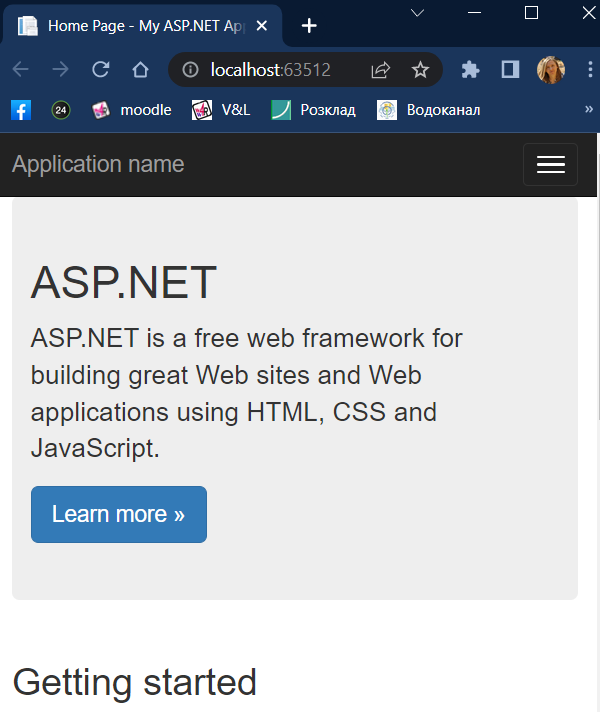 Home Page - My ASP.NET Ap
localhost:63512
24
moodle
V&L
Розклад
Водоканал
»
Application name
ASP.NET
ASP.NET is a free web framework for
building great Web sites and Web
applications using HTML, CSS and
JavaScript.
Learn more »
Getting started